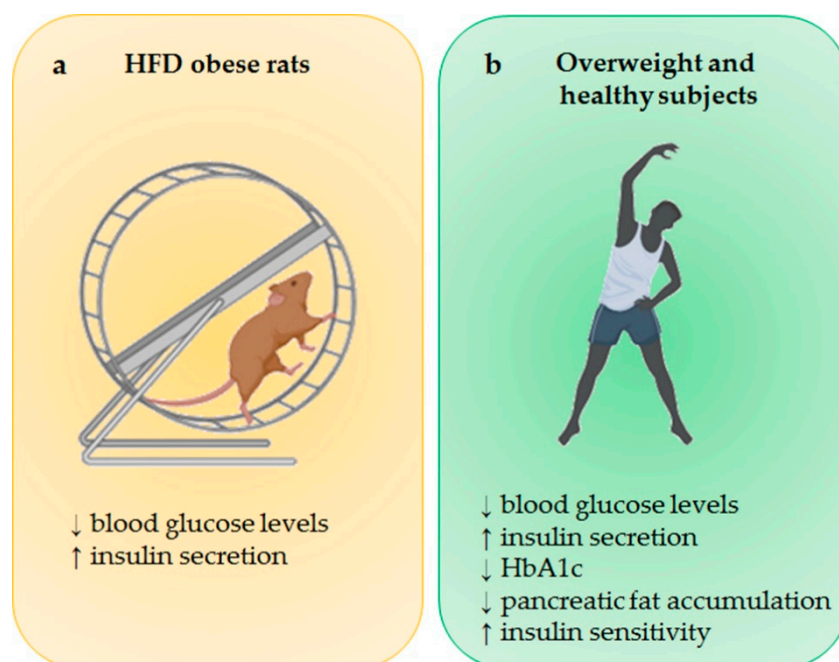 a HFD obese rats
↓ blood glucose levels
↑ insulin secretion
b Overweight and
healthy subjects
↓ blood glucose levels
↑ insulin secretion
↓ HbA1c
↓ pancreatic fat accumulation
↑ insulin sensitivity